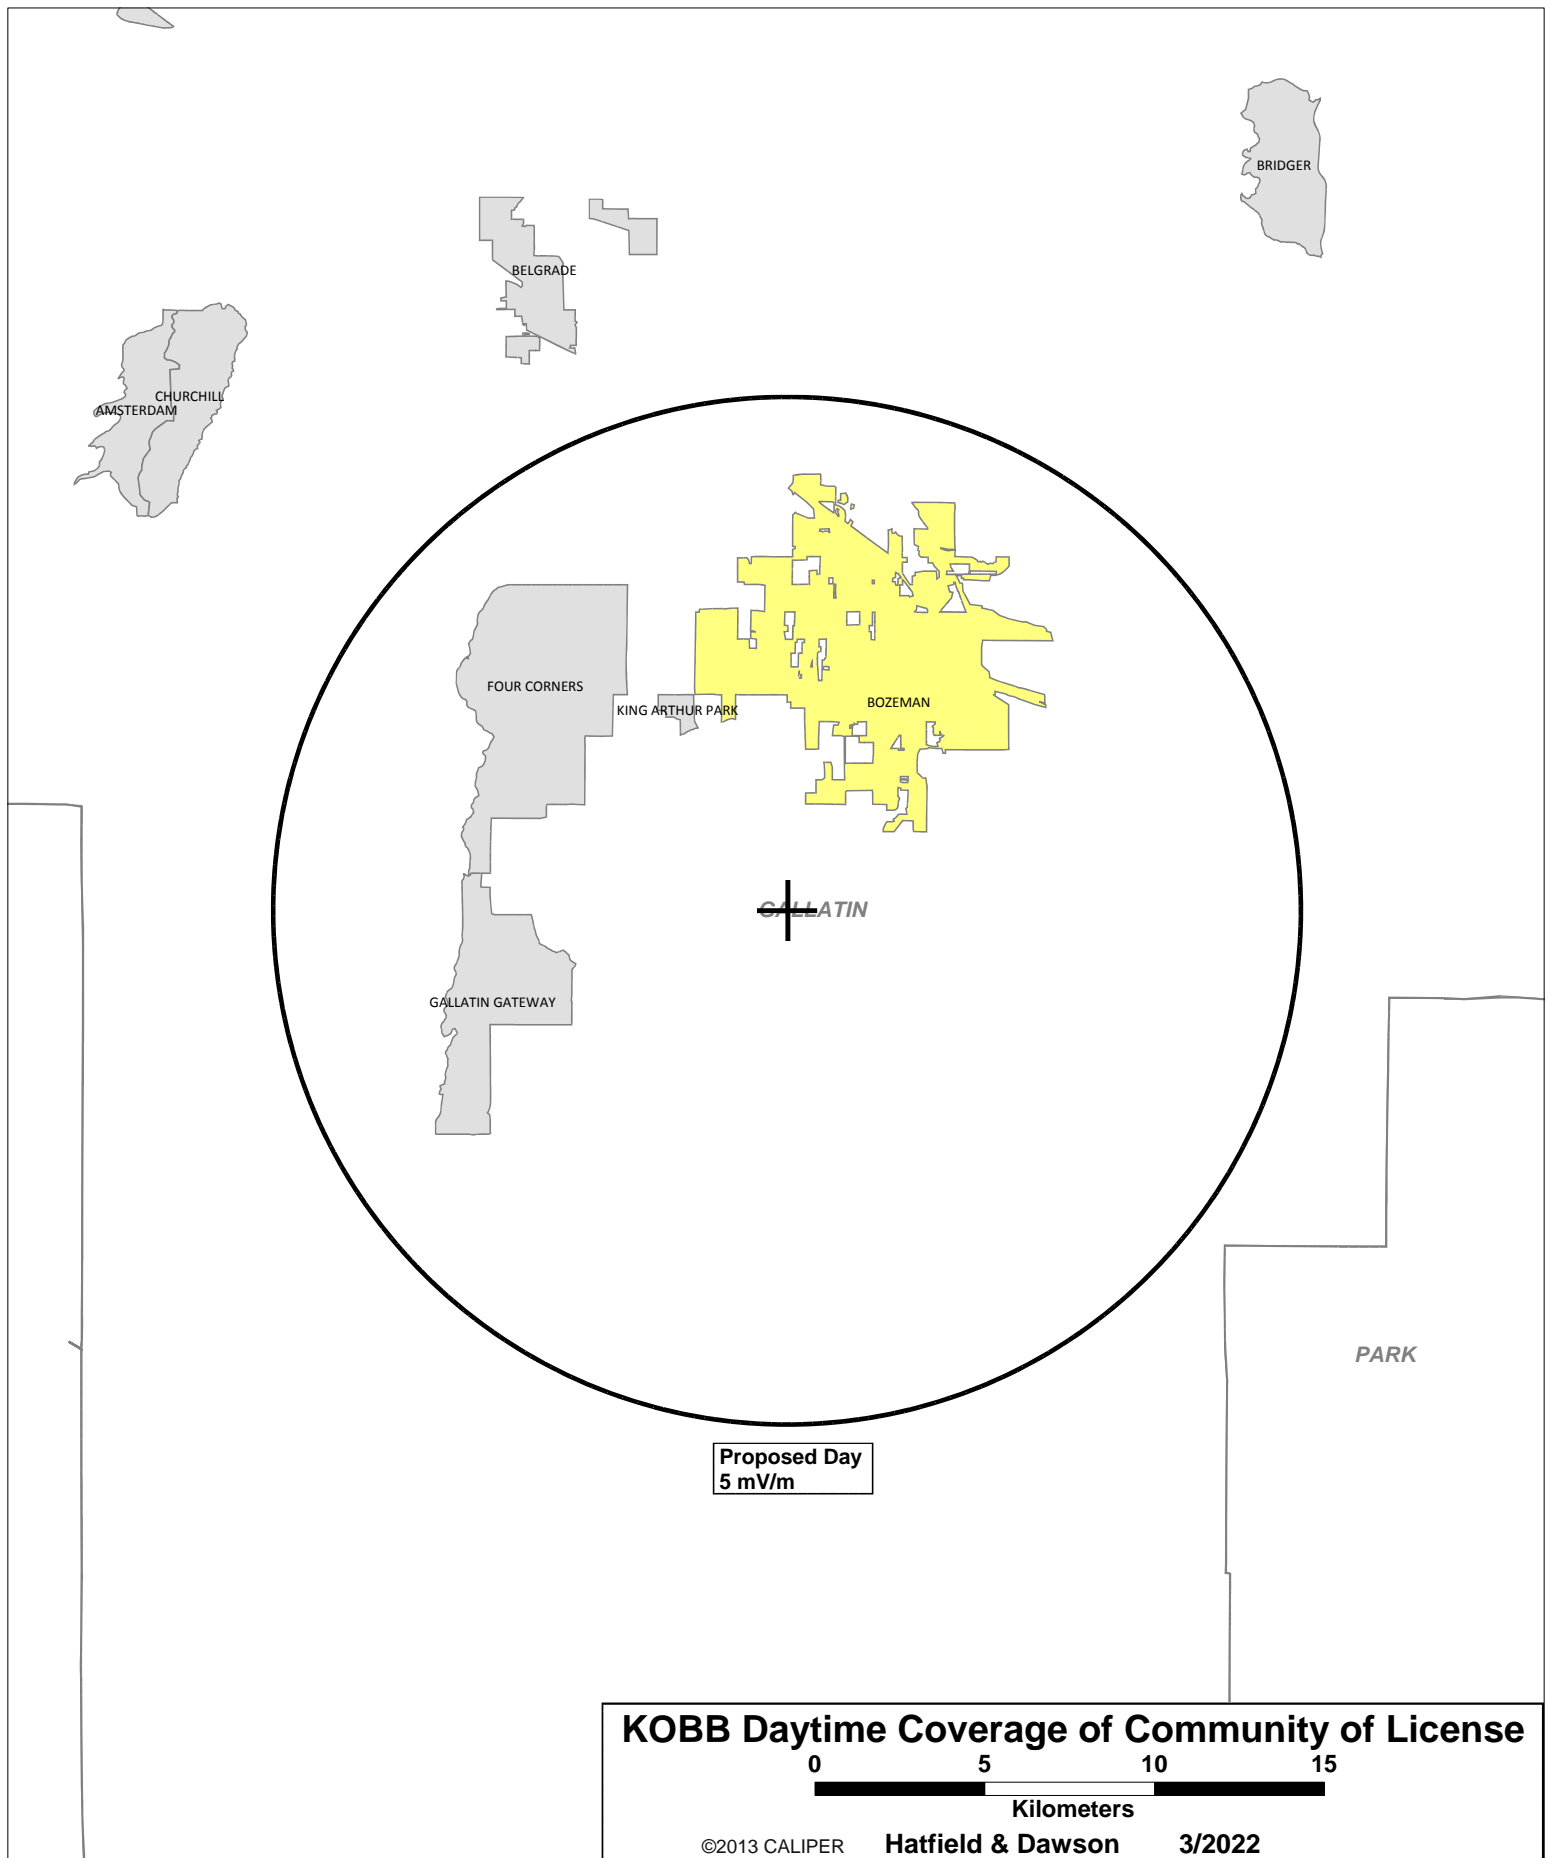 BRIDGER
BELGRADE
CHURCHILL
AMSTERDAM
FOUR CORNERS
BOZEMAN
KING ARTHUR PARK
GALLATIN
GALLATIN GATEWAY
PARK
Proposed Day
5 mV/m
KOBB Daytime Coverage of Community of License
0 5 10 15
Kilometers
©2013 CALIPER Hatfield & Dawson 3/2022